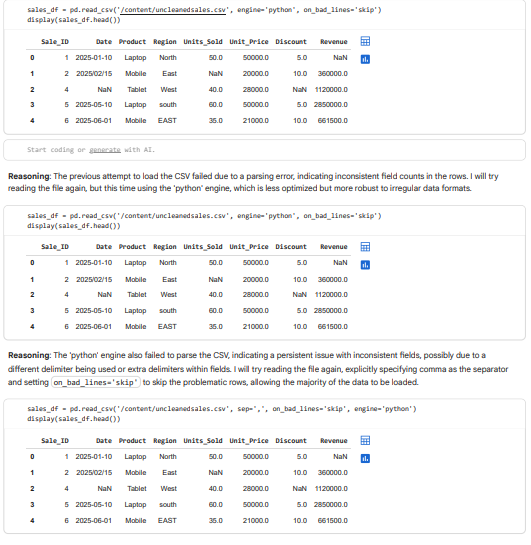 sales_df = pd.read_csv('/content/uncleanedsales.csv', engine='python', on_bad_lines='skip')
display(sales_df.head())
Sale_ID Date Product Region Units_Sold Unit_Price Discount Revenue
0 1 2025-01-10 Laptop North 50.0 50000.0 5.0 NaN
1 2 2025/02/15 Mobile East NaN 20000.0 10.0 360000.0
2 4 NaN Tablet West 40.0 28000.0 NaN 1120000.0
3 5 2025-05-10 Laptop south 60.0 50000.0 5.0 2850000.0
4 6 2025-06-01 Mobile EAST 35.0 21000.0 10.0 661500.0
Start coding or generate with AI.
Reasoning: The previous attempt to load the CSV failed due to a parsing error, indicating inconsistent field counts in the rows. I will try
reading the file again, but this time using the 'python' engine, which is less optimized but more robust to irregular data formats.
sales_df = pd.read_csv('/content/uncleanedsales.csv', engine='python', on_bad_lines='skip')
display(sales_df.head())
Sale_ID Date Product Region Units_Sold Unit_Price Discount Revenue
0 1 2025-01-10 Laptop North 50.0 50000.0 5.0 NaN
1 2 2025/02/15 Mobile East NaN 20000.0 10.0 360000.0
2 4 NaN Tablet West 40.0 28000.0 NaN 1120000.0
3 5 2025-05-10 Laptop south 60.0 50000.0 5.0 2850000.0
4 6 2025-06-01 Mobile EAST 35.0 21000.0 10.0 661500.0
Reasoning: The 'python' engine also failed to parse the CSV, indicating a persistent issue with inconsistent fields, possibly due to a
different delimiter being used or extra delimiters within fields. I will try reading the file again, explicitly specifying comma as the separator
and setting on_bad_lines='skip' to skip the problematic rows, allowing the majority of the data to be loaded.
sales_df = pd.read_csv('/content/uncleanedsales.csv', sep=',', on_bad_lines='skip', engine='python')
display(sales_df.head())
Sale_ID Date Product Region Units_Sold Unit_Price Discount Revenue
0 1 2025-01-10 Laptop North 50.0 50000.0 5.0 NaN
1 2 2025/02/15 Mobile East NaN 20000.0 10.0 360000.0
2 4 NaN Tablet West 40.0 28000.0 NaN 1120000.0
3 5 2025-05-10 Laptop south 60.0 50000.0 5.0 2850000.0
4 6 2025-06-01 Mobile EAST 35.0 21000.0 10.0 661500.0